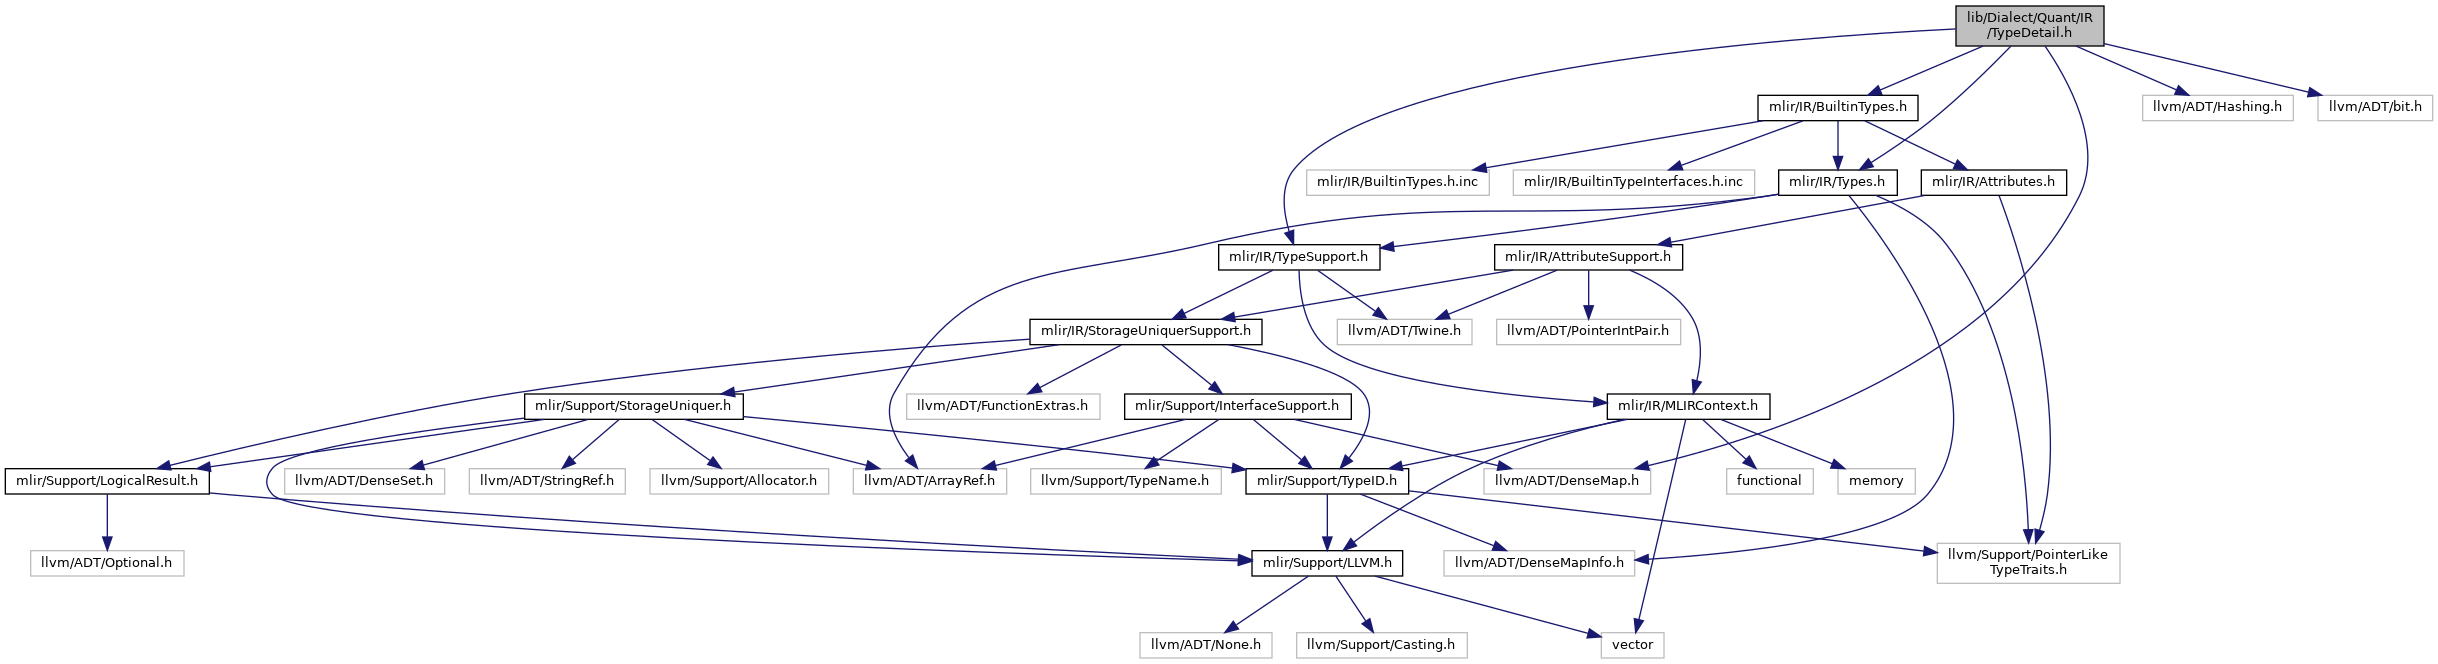 lib/Dialect/Quant/IR
/TypeDetail.h
mlir/IR/BuiltinTypes.h
llvm/ADT/Hashing.h
llvm/ADT/bit.h
mlir/IR/BuiltinTypes.h.inc
mlir/IR/BuiltinTypeInterfaces.h.inc
mlir/IR/Types.h
mlir/IR/Attributes.h
mlir/IR/TypeSupport.h
mlir/IR/AttributeSupport.h
mlir/IR/StorageUniquerSupport.h
llvm/ADT/Twine.h
llvm/ADT/PointerIntPair.h
mlir/Support/StorageUniquer.h
llvm/ADT/FunctionExtras.h
mlir/Support/InterfaceSupport.h
mlir/IR/MLIRContext.h
mlir/Support/LogicalResult.h
llvm/ADT/DenseSet.h
llvm/ADT/StringRef.h
llvm/Support/Allocator.h
llvm/ADT/ArrayRef.h
llvm/Support/TypeName.h
mlir/Support/TypeID.h
llvm/ADT/DenseMap.h
functional
memory
llvm/ADT/Optional.h
mlir/Support/LLVM.h
llvm/ADT/DenseMapInfo.h
llvm/Support/PointerLike
TypeTraits.h
llvm/ADT/None.h
llvm/Support/Casting.h
vector